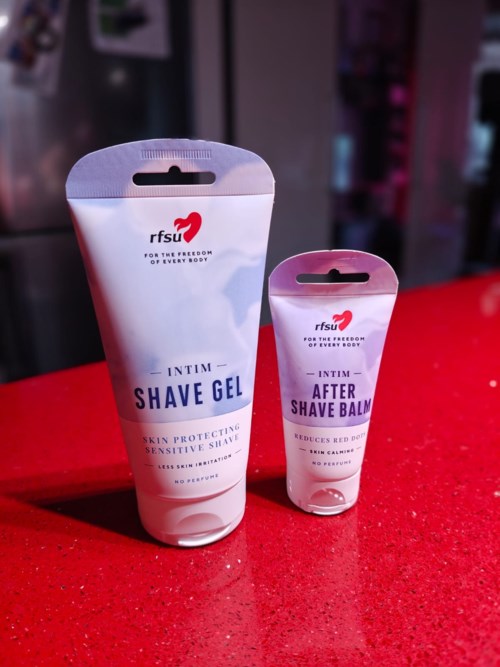 rfsu
FOR THE FREEDOM
OF EVERY BODY
INTIM
SHAVE GEL
SKIN PROTECTING
SENSITIVE SHAVE
LESS SKIN IRRITATION
NO PERFUME
rfsu
FOR THE FREEDOM
OF EVERY BODY
INTIM
AFTER
SHAVE BALM
REDUCES RED DOTS
SKIN CALMING
NO PERFUME